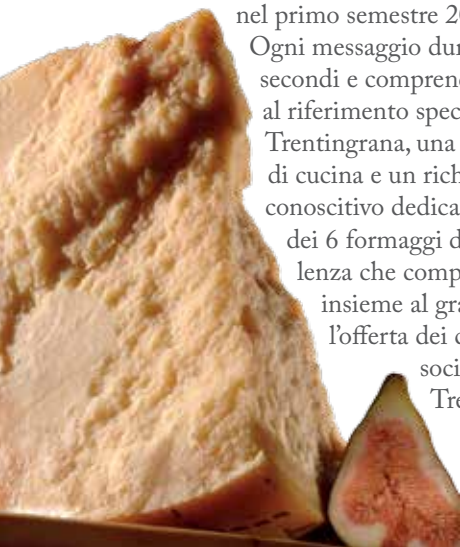 nel primo semestre 20
Ogni messaggio dur
secondi e comprend
al riferimento spec
Trentingrana, una
di cucina e un rich
conoscitivo dedica
dei 6 formaggi d
lenza che comp
insieme al gra
l'offerta dei c
soci
Tre